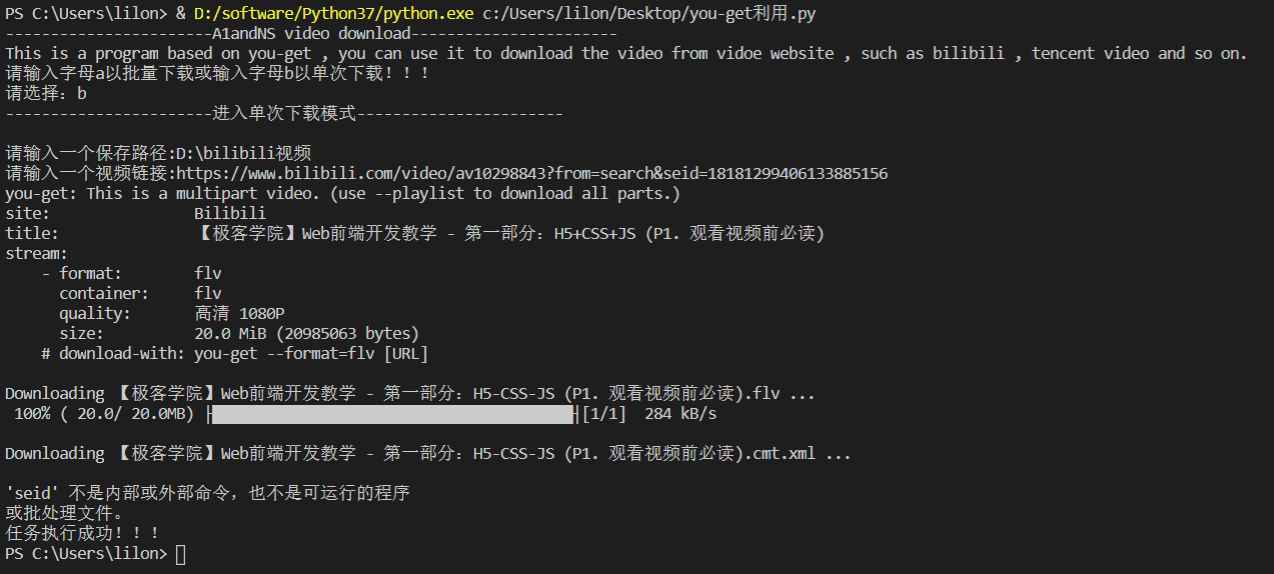 PS C:\Users\lilon> & D:/software/Python37/python.exe c:/Users/lilon/Desktop/you-get利用.py
-----------------------A1andNS video download-----------------------
This is a program based on you-get , you can use it to download the video from vidoe website , such as bilibili , tencent video and so on.
请输入字母a以批量下载或输入字母b以单次下载！！！
请选择：b
-----------------------进入单次下载模式-----------------------
请输入一个保存路径:D:\bilibili视频
请输入一个视频链接:https://www.bilibili.com/video/av10298843?from=search&seid=18181299406133885156
you-get: This is a multipart video. (use --playlist to download all parts.)
site:                Bilibili
title:               【极客学院】Web前端开发教学 - 第一部分：H5+CSS+JS (P1. 观看视频前必读)
stream:
    - format:        flv
      container:     flv
      quality:       高清 1080P
      size:          20.0 MiB (20985063 bytes)
    # download-with: you-get --format=flv [URL]
Downloading 【极客学院】Web前端开发教学 - 第一部分：H5-CSS-JS (P1. 观看视频前必读).flv ...
 100% ( 20.0/ 20.0MB) ├████████████████████████████████████████┤[1/1]  284 kB/s
Downloading 【极客学院】Web前端开发教学 - 第一部分：H5-CSS-JS (P1. 观看视频前必读).cmt.xml ...
'seid' 不是内部或外部命令，也不是可运行的程序
或批处理文件。
任务执行成功！！！
PS C:\Users\lilon>